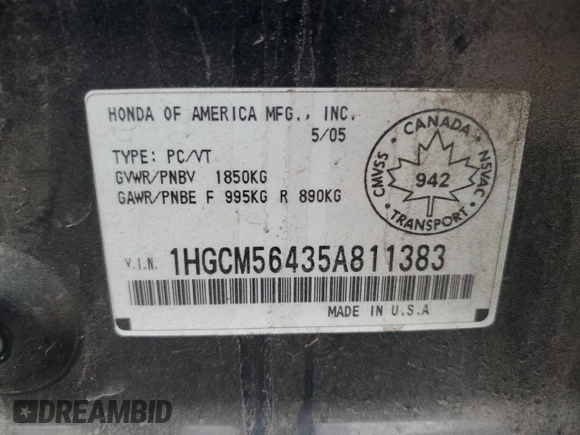 HONDA OF AMERICA MFG., INC.
5/05
TYPE: PC/VT
GVWR/PNBV 1850KG
GAWR/PNBE F 995KG R 890KG
CANADA
CMVSS
NSVAC
942
TRANSPORT
V.I.N. 1HGCM56435A811383
MADE IN U.S.A
DREAMBID